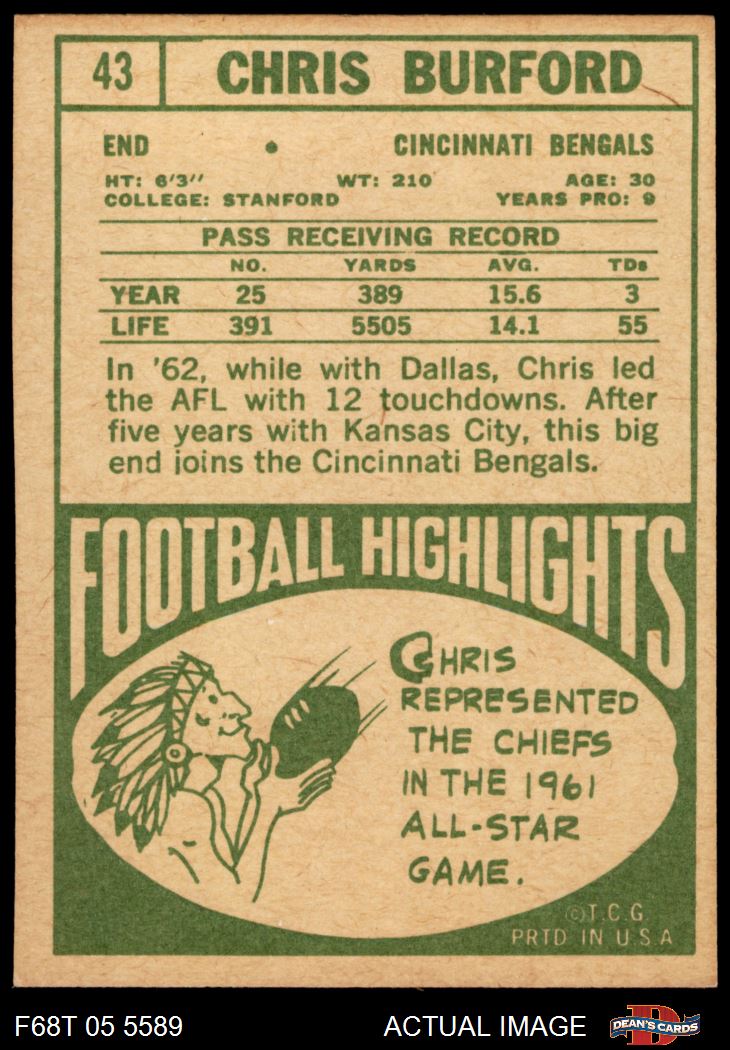 43 CHRIS BURFORD
END • CINCINNATI BENGALS
HT: 6'3" WT: 210 AGE: 30
COLLEGE: STANFORD YEARS PRO: 9
PASS RECEIVING RECORD
NO. YARDS AVG. TDs
YEAR 25 389 15.6 3
LIFE 391 5505 14.1 55
In '62, while with Dallas, Chris led
the AFL with 12 touchdowns. After
five years with Kansas City, this big
end joins the Cincinnati Bengals.
FOOTBALL HIGHLIGHTS
CHRIS
REPRESENTED
THE CHIEFS
IN THE 1961
ALL-STAR
GAME.
©T.C.G.
PRTD IN U.S.A
F68T 05 5589 ACTUAL IMAGE DEAN'S CARDS